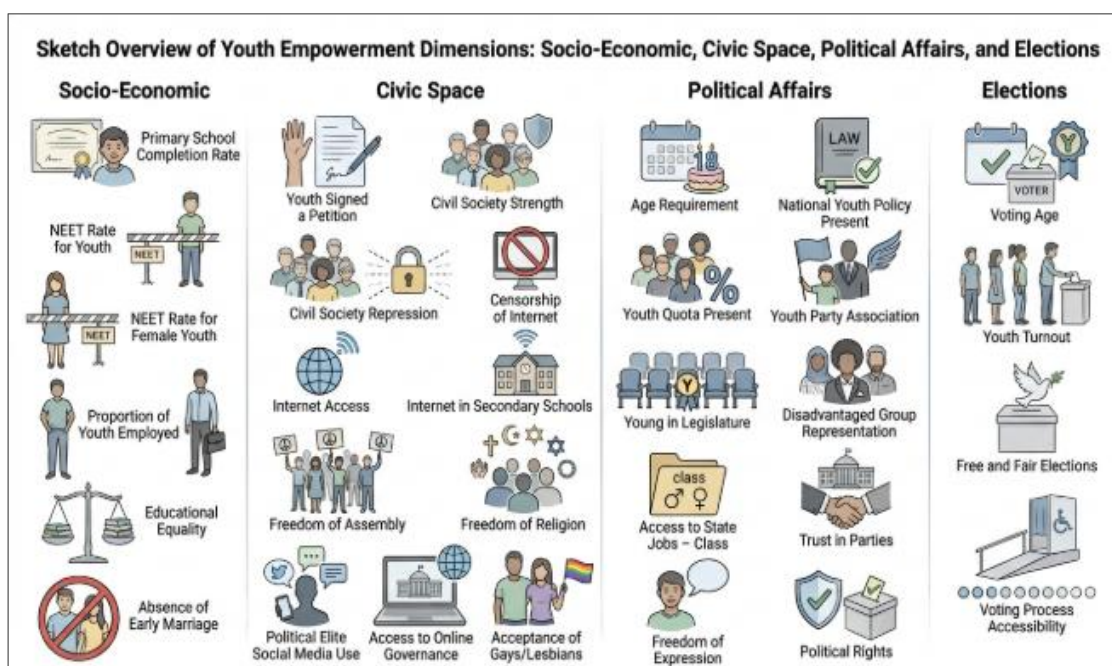 Sketch Overview of Youth Empowerment Dimensions: Socio-Economic, Civic Space, Political Affairs, and Elections
Socio-Economic
Primary School
Completion Rate
NEET Rate
for Youth
NEET
NEET Rate for
Female Youth
NEET
Proportion of
Youth Employed
Educational
Equality
Absence of
Early Marriage
Civic Space
Youth Signed
a Petition
Civil Society Strength
Civil Society Repression
Censorship
of Internet
Internet Access
Internet in Secondary Schools
Freedom of Assembly
Freedom of Religion
Political Elite
Social Media Use
Access to Online
Governance
Acceptance of
Gays/Lesbians
Political Affairs
18
Age Requirement
LAW
National Youth Policy
Present
%
Youth Quota Present
Youth Party Association
Y
Young in Legislature
Disadvantaged Group
Representation
class
Access to State
Jobs – Class
Trust in Parties
Freedom of
Expression
Political Rights
Elections
Y
VOTER
Voting Age
Youth Turnout
Free and Fair Elections
Voting Process
Accessibility